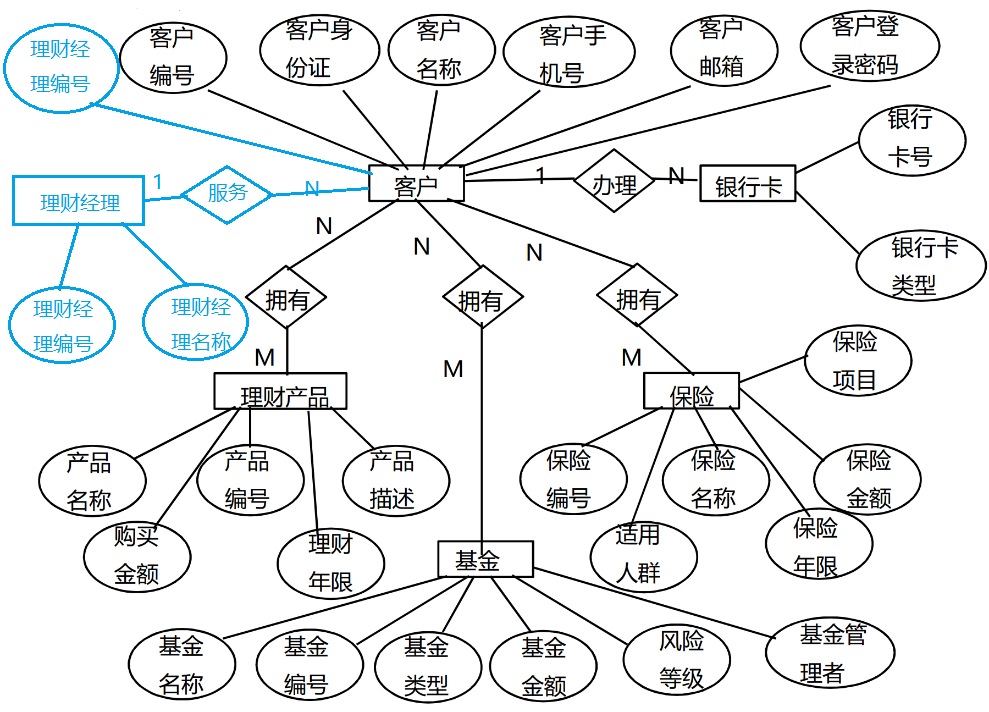 理财经
理编号
客户
编号
客户身
份证
客户
名称
客户手
机号
客户
邮箱
客户登
录密码
银行
卡号
理财经理
1
服务
N
客户
1
办理
N
银行卡
银行卡
类型
理财经
理编号
理财经
理名称
N
N
N
拥有
拥有
拥有
M
M
M
理财产品
保险
保险
项目
产品
名称
产品
编号
产品
描述
购买
金额
理财
年限
保险
编号
保险
名称
保险
金额
适用
人群
保险
年限
基金
基金
名称
基金
编号
基金
类型
基金
金额
风险
等级
基金管
理者